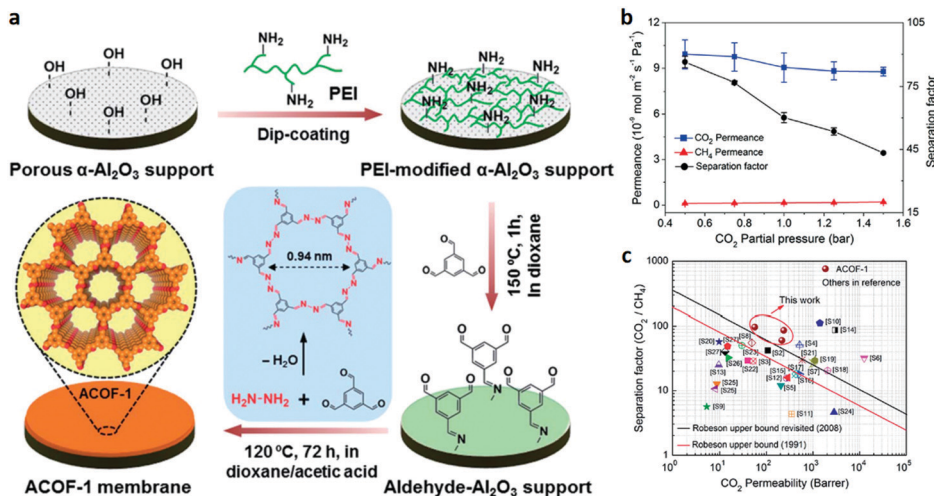 a
OH
OH
OH
OH
OH
OH
Porous α-Al₂O₃ support
NH₂
NH₂
NH₂
PEI
Dip-coating
NH₂
NH₂
NH₂
NH₂
NH₂
NH₂
NH₂
PEI-modified α-Al₂O₃ support
150 ºC, 1h,
In dioxane
Aldehyde-Al₂O₃ support
120 ºC, 72 h, in
dioxane/acetic acid
0.94 nm
– H₂O
H₂N-NH₂ +
ACOF-1
ACOF-1 membrane
b
Permeance (10⁻⁹ mol m⁻² s⁻¹ Pa⁻¹)
12
9
6
3
0
105
75
45
15
Separation factor
CO₂ Permeance
CH₄ Permeance
Separation factor
0.4 0.6 0.8 1.0 1.2 1.4 1.6
CO₂ Partial pressure (bar)
c
Separation factor (CO₂ / CH₄)
1000
100
10
1
ACOF-1
Others in reference
This work
[S10]
[S14]
[S20]
[S8]
[S4]
[S23]
[S2]
[S21]
[S6]
[S27]
[S26]
[S22]
[S3]
[S17]
[S19]
[S13]
[S15]
[S7]
[S18]
[S12]
[S16]
[S25]
[S25]
[S5]
[S9]
[S11]
[S24]
Robeson upper bound revisited (2008)
Robeson upper bound (1991)
10⁰ 10¹ 10² 10³ 10⁴ 10⁵
CO₂ Permeability (Barrer)